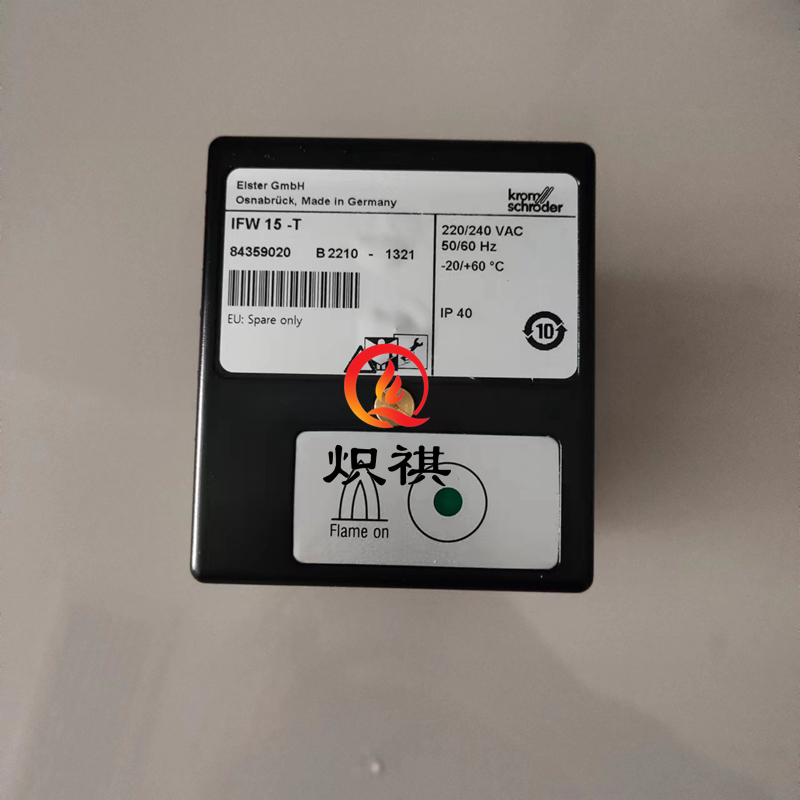 Elster GmbH
Osnabrück, Made in Germany
krom
schröder
IFW 15 -T
84359020 B 2210 - 1321
EU: Spare only
220/240 VAC
50/60 Hz
-20/+60 °C
IP 40
10
炽祺
Flame on